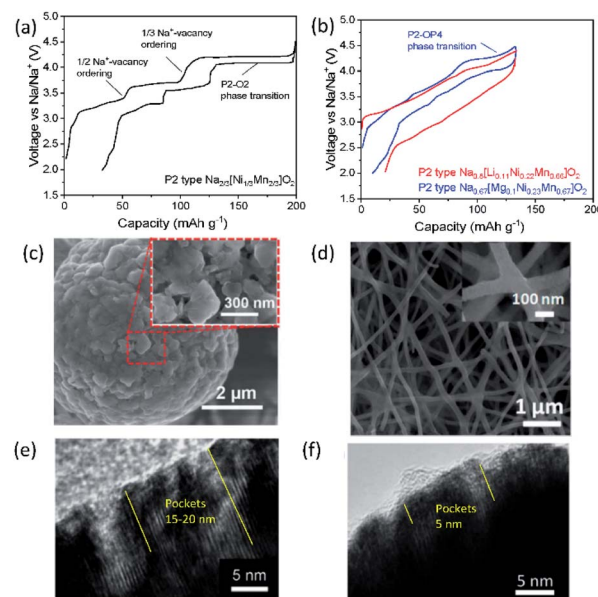 (a)
Voltage vs Na/Na⁺ (V)
5.0
4.5
4.0
3.5
3.0
2.5
2.0
1.5
1/3 Na⁺-vacancy
ordering
1/2 Na⁺-vacancy
ordering
P2-O2
phase transition
P2 type Na₂/₃[Ni₁/₃Mn₂/₃]O₂
0 50 100 150 200
Capacity (mAh g⁻¹)
(b)
Voltage vs Na/Na⁺ (V)
5.0
4.5
4.0
3.5
3.0
2.5
2.0
1.5
P2-OP4
phase transition
P2 type Na₀.₈[Li₀.₁₁Ni₀.₂₂Mn₀.₆₆]O₂
P2 type Na₀.₆₇[Mg₀.₁Ni₀.₂₃Mn₀.₆₇]O₂
0 50 100 150 200
Capacity (mAh g⁻¹)
(c)
300 nm
2 μm
(d)
100 nm
1 μm
(e)
Pockets
15-20 nm
5 nm
(f)
Pockets
5 nm
5 nm